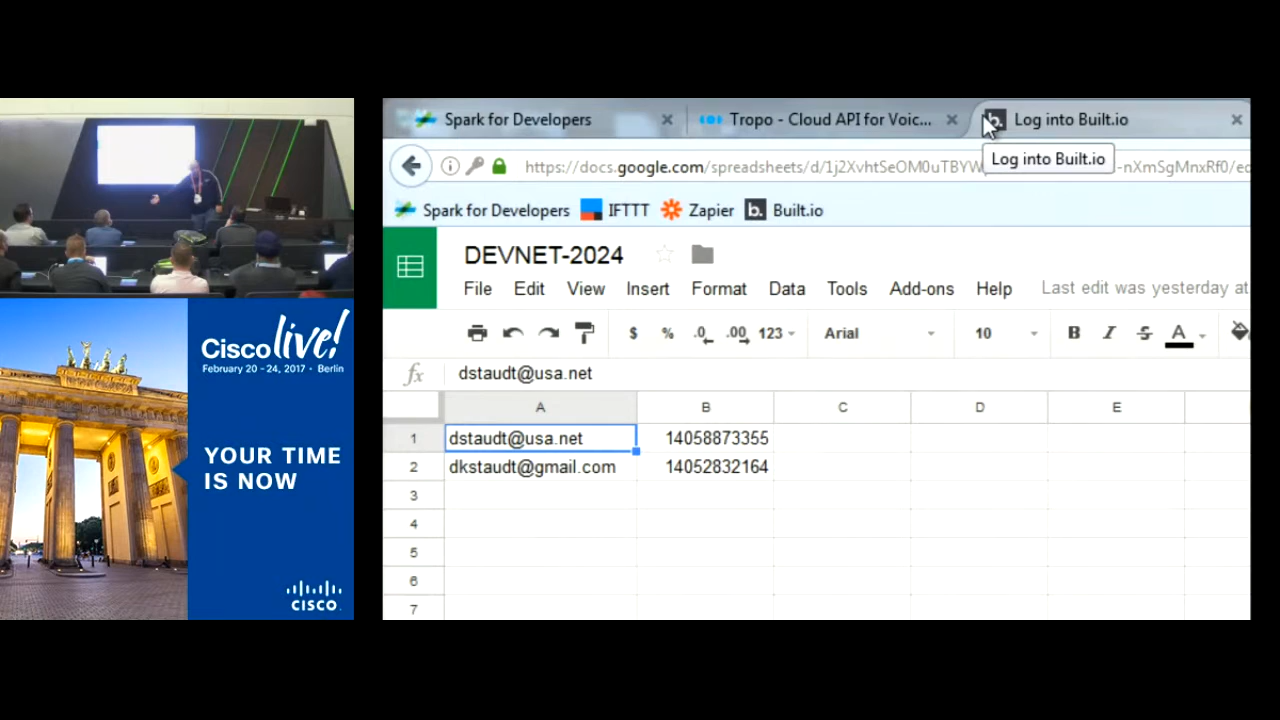 Spark for Developers
Tropo - Cloud API for Voic...
Log into Built.io
Log into Built.io
https://docs.google.com/spreadsheets/d/1j2XvhtSeOM0uTBYW
-nXmSgMnxRf0/ed
Spark for Developers
IFTTT
Zapier
b. Built.io
DEVNET-2024
File Edit View Insert Format Data Tools Add-ons Help Last edit was yesterday at
$ % .0 .00 123 Arial 10 B I S A
fx dstaudt@usa.net
A B C D E
1 dstaudt@usa.net 14058873355
2 dkstaudt@gmail.com 14052832164
3
4
5
6
7
Cisco live!
February 20 - 24, 2017 • Berlin
YOUR TIME
IS NOW
CISCO